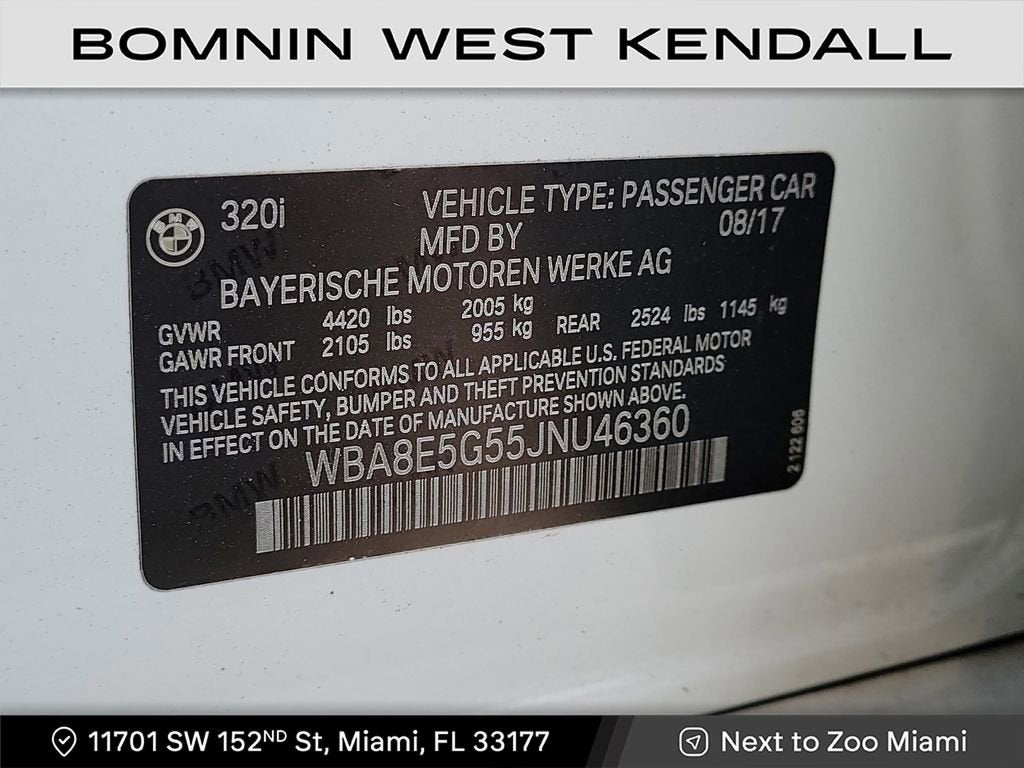 BOMNIN WEST KENDALL
BMW
320i
VEHICLE TYPE: PASSENGER CAR
MFD BY
08/17
BAYERISCHE MOTOREN WERKE AG
GVWR 4420 lbs 2005 kg
GAWR FRONT 2105 lbs 955 kg REAR 2524 lbs 1145 kg
THIS VEHICLE CONFORMS TO ALL APPLICABLE U.S. FEDERAL MOTOR
VEHICLE SAFETY, BUMPER AND THEFT PREVENTION STANDARDS
IN EFFECT ON THE DATE OF MANUFACTURE SHOWN ABOVE.
WBA8E5G55JNU46360
2 122 606
BMW
BMW
11701 SW 152ND St, Miami, FL 33177
Next to Zoo Miami